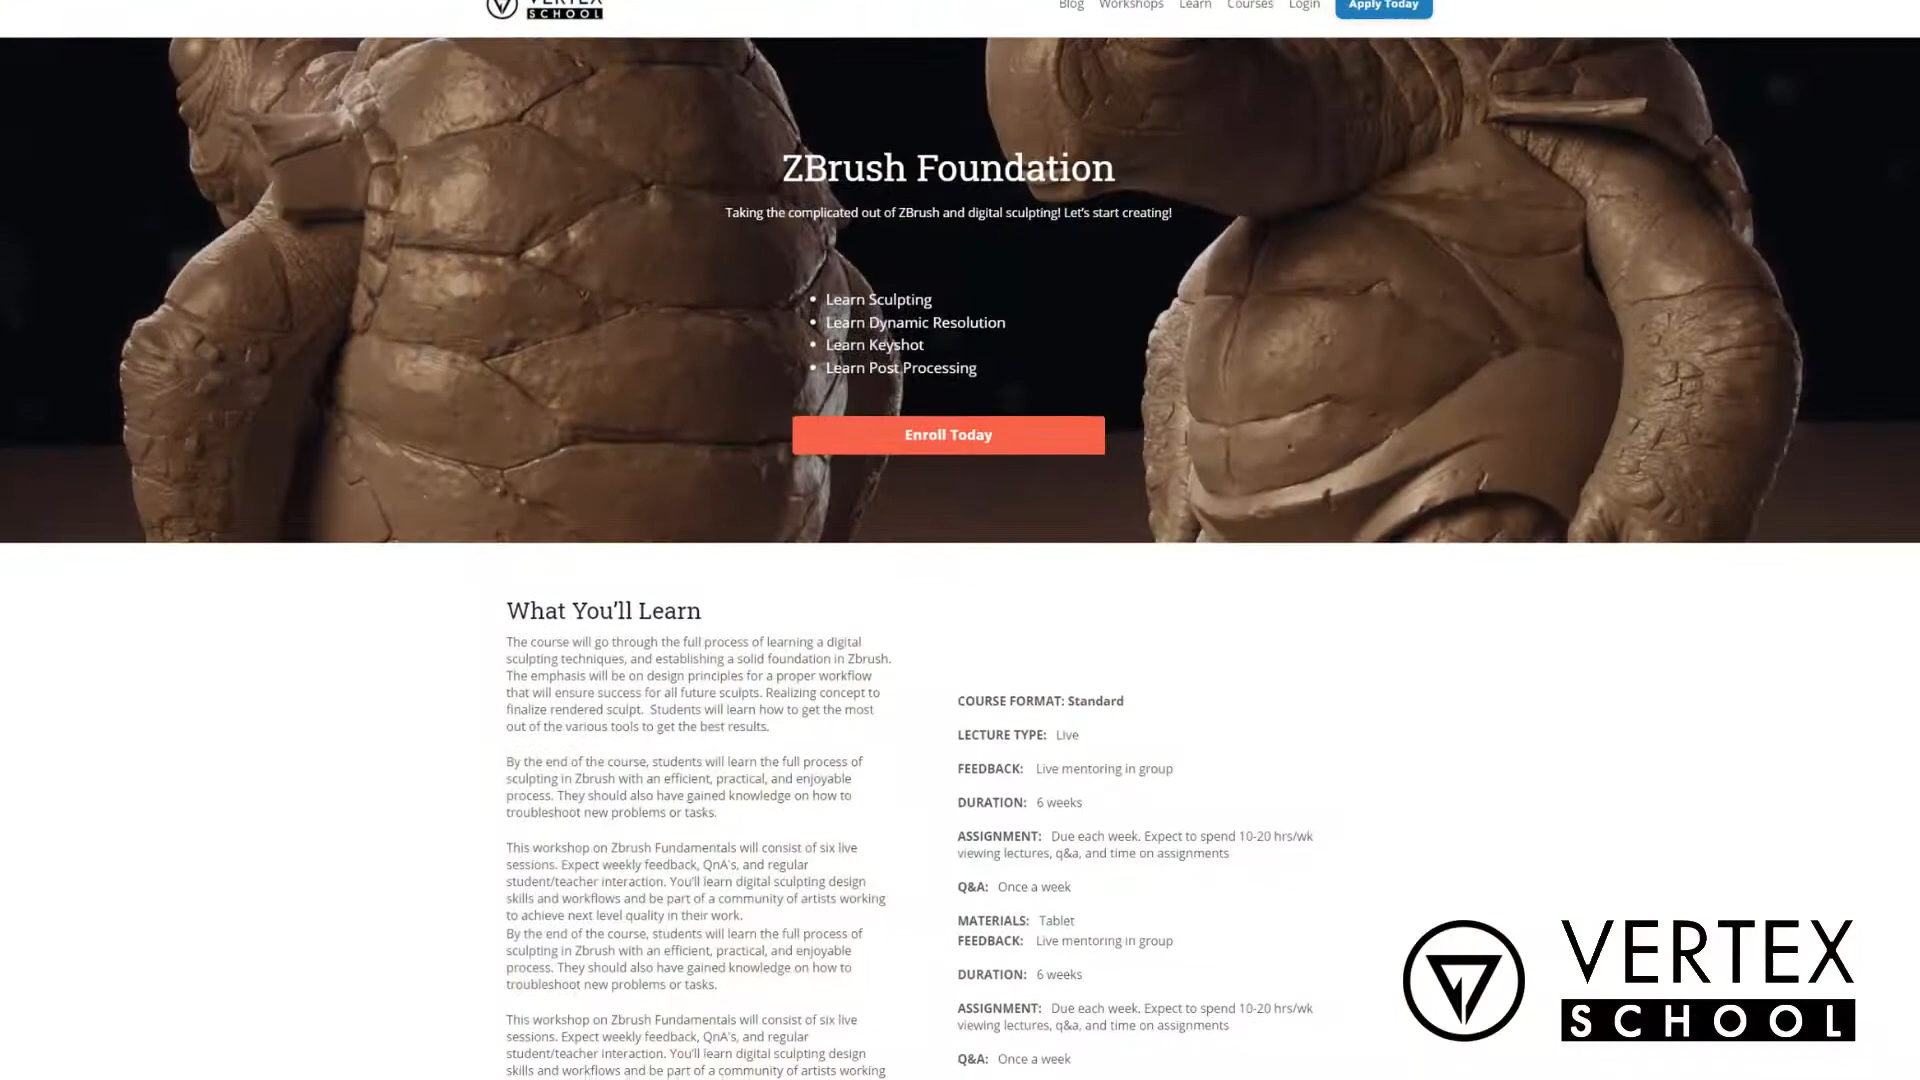 VERTEX
SCHOOL
Blog Workshops Learn Courses Login Apply Today
ZBrush Foundation
Taking the complicated out of ZBrush and digital sculpting! Let's start creating!
• Learn Sculpting
• Learn Dynamic Resolution
• Learn Keyshot
• Learn Post Processing
Enroll Today
What You'll Learn
The course will go through the full process of learning a digital
sculpting techniques, and establishing a solid foundation in Zbrush.
The emphasis will be on design principles for a proper workflow
that will ensure success for all future sculpts. Realizing concept to
finalize rendered sculpt. Students will learn how to get the most
out of the various tools to get the best results.
By the end of the course, students will learn the full process of
sculpting in Zbrush with an efficient, practical, and enjoyable
process. They should also have gained knowledge on how to
troubleshoot new problems or tasks.
This workshop on Zbrush Fundamentals will consist of six live
sessions. Expect weekly feedback, QnA's, and regular
student/teacher interaction. You'll learn digital sculpting design
skills and workflows and be part of a community of artists working
to achieve next level quality in their work.
By the end of the course, students will learn the full process of
sculpting in Zbrush with an efficient, practical, and enjoyable
process. They should also have gained knowledge on how to
troubleshoot new problems or tasks.
This workshop on Zbrush Fundamentals will consist of six live
sessions. Expect weekly feedback, QnA's, and regular
student/teacher interaction. You'll learn digital sculpting design
skills and workflows and be part of a community of artists working
COURSE FORMAT: Standard
LECTURE TYPE: Live
FEEDBACK: Live mentoring in group
DURATION: 6 weeks
ASSIGNMENT: Due each week. Expect to spend 10-20 hrs/wk
viewing lectures, q&a, and time on assignments
Q&A: Once a week
MATERIALS: Tablet
FEEDBACK: Live mentoring in group
DURATION: 6 weeks
ASSIGNMENT: Due each week. Expect to spend 10-20 hrs/wk
viewing lectures, q&a, and time on assignments
Q&A: Once a week
VERTEX
SCHOOL